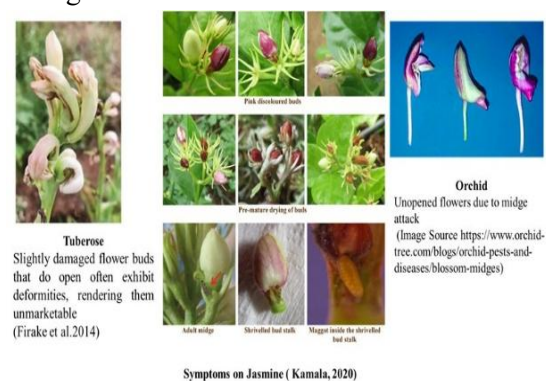 Pink discoloured buds
Pre-mature drying of buds
Adult midge
Shrivelled bud stalk
Maggot inside the shrivelled
bud stalk
Tuberose
Slightly damaged flower buds
that do open often exhibit
deformities, rendering them
unmarketable
(Firake et al.2014)
Orchid
Unopened flowers due to midge
attack
(Image Source https://www.orchid-
tree.com/blogs/orchid-pests-and-
diseases/blossom-midges)
Symptoms on Jasmine ( Kamala, 2020)